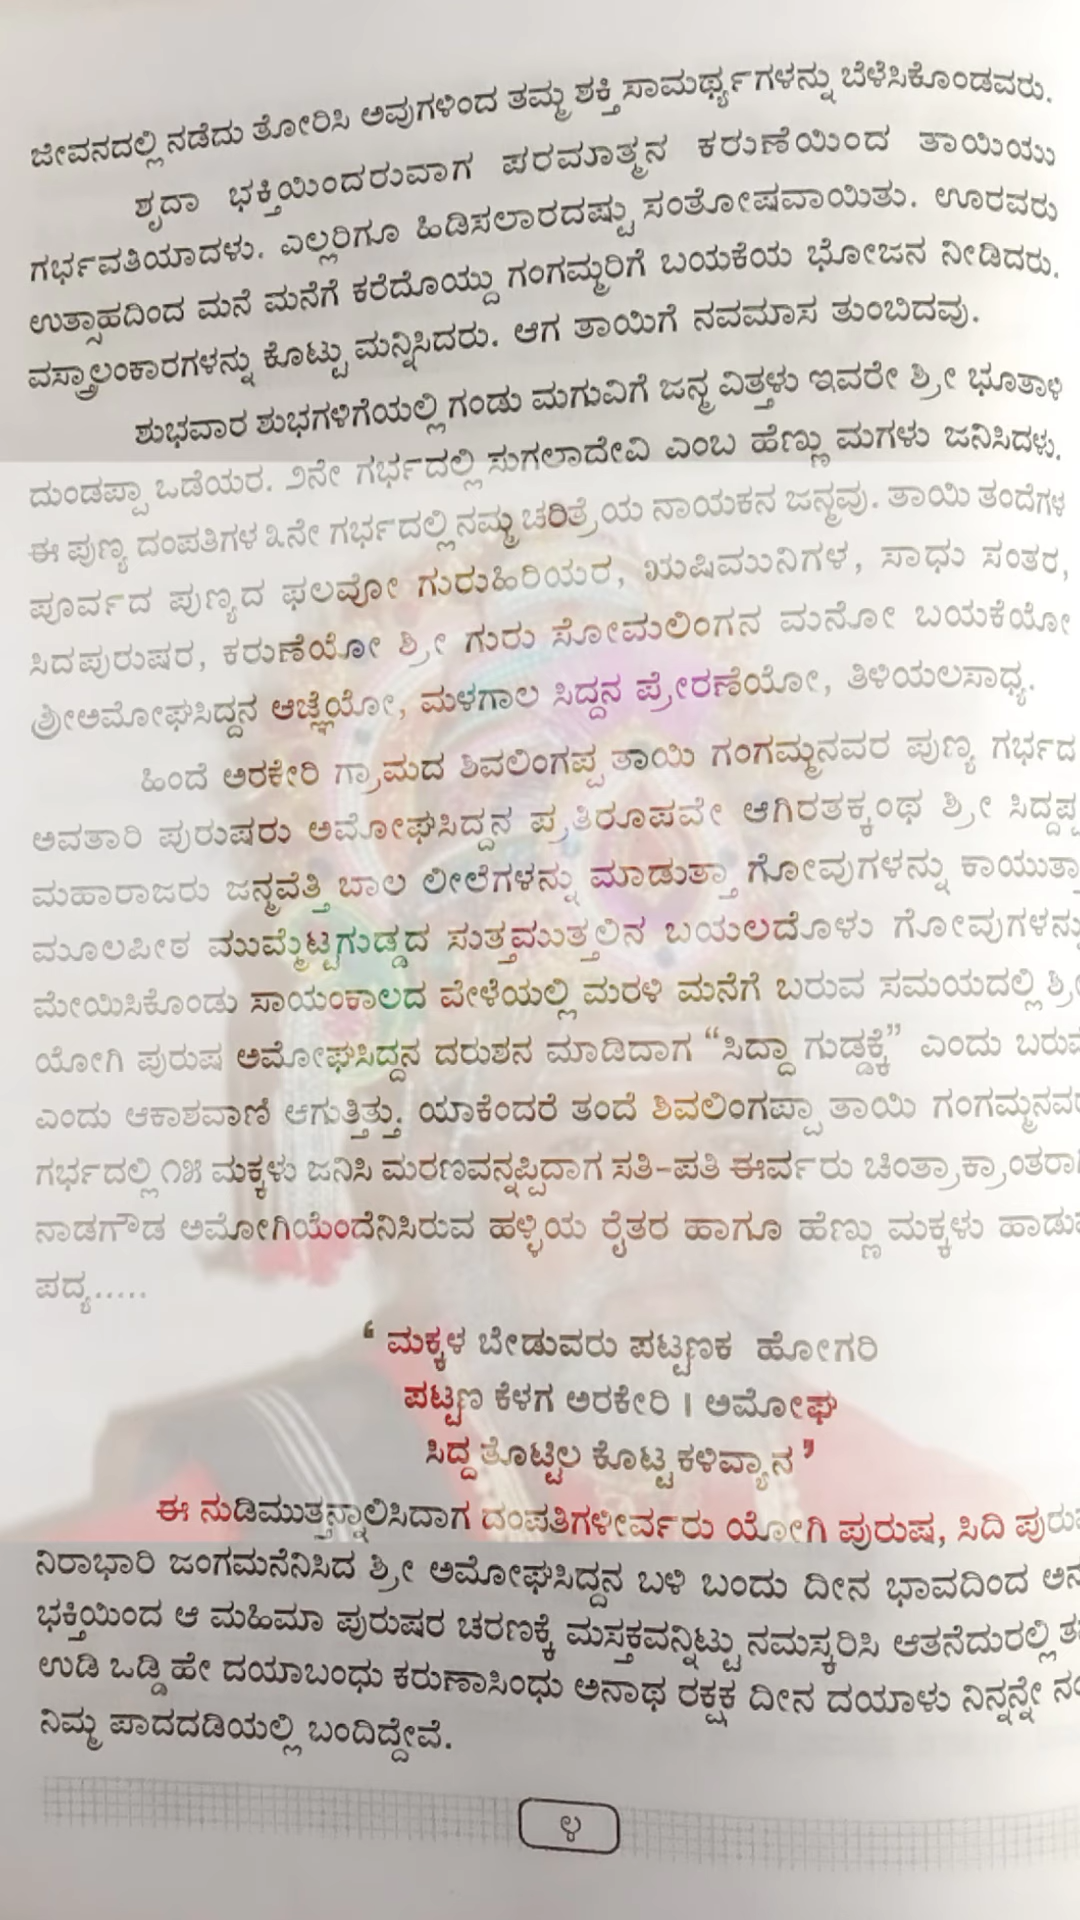 ಜೀವನದಲ್ಲಿ ನಡೆದು ತೋರಿಸಿ ಅವುಗಳಿಂದ ತಮ್ಮ ಶಕ್ತಿ ಸಾಮರ್ಥ್ಯಗಳನ್ನು ಬೆಳೆಸಿಕೊಂಡವರು.
ಶೃದಾ ಭಕ್ತಿಯಿಂದರುವಾಗ ಪರಮಾತ್ಮನ ಕರುಣೆಯಿಂದ ತಾಯಿಯು
ಗರ್ಭವತಿಯಾದಳು. ಎಲ್ಲರಿಗೂ ಹಿಡಿಸಲಾರದಷ್ಟು ಸಂತೋಷವಾಯಿತು. ಊರವರು
ಉತ್ಸಾಹದಿಂದ ಮನೆ ಮನೆಗೆ ಕರೆದೊಯ್ದು ಗಂಗಮ್ಮರಿಗೆ ಬಯಕೆಯ ಭೋಜನ ನೀಡಿದರು.
ವಸ್ತ್ರಾಲಂಕಾರಗಳನ್ನು ಕೊಟ್ಟು ಮನ್ನಿಸಿದರು. ಆಗ ತಾಯಿಗೆ ನವಮಾಸ ತುಂಬಿದವು.
ಶುಭವಾರ ಶುಭಗಳಿಗೆಯಲ್ಲಿ ಗಂಡು ಮಗುವಿಗೆ ಜನ್ಮ ವಿತ್ತಳು ಇವರೇ ಶ್ರೀ ಭೂತಾಳಿ
ದುಂಡಪ್ಪಾ ಒಡೆಯರ. ೨ನೇ ಗರ್ಭದಲ್ಲಿ ಸುಗಲಾದೇವಿ ಎಂಬ ಹೆಣ್ಣು ಮಗಳು ಜನಿಸಿದಳು.
ಈ ಪುಣ್ಯ ದಂಪತಿಗಳ ೩ನೇ ಗರ್ಭದಲ್ಲಿ ನಮ್ಮ ಚರಿತ್ರೆಯ ನಾಯಕನ ಜನ್ಮವು. ತಾಯಿ ತಂದೆಗಳ
ಪೂರ್ವದ ಪುಣ್ಯದ ಫಲವೋ ಗುರುಹಿರಿಯರ, ಋಷಿಮುನಿಗಳ, ಸಾಧು ಸಂತರ,
ಸಿದಪುರುಷರ, ಕರುಣೆಯೋ ಶ್ರೀ ಗುರು ಸೋಮಲಿಂಗನ ಮನೋ ಬಯಕೆಯೋ
ಶ್ರೀಅಮೋಘಸಿದ್ದನ ಆಜ್ಞೆಯೋ, ಮಳಗಾಲ ಸಿದ್ದನ ಪ್ರೇರಣೆಯೋ, ತಿಳಿಯಲಸಾಧ್ಯ.
ಹಿಂದೆ ಅರಕೇರಿ ಗ್ರಾಮದ ಶಿವಲಿಂಗಪ್ಪ ತಾಯಿ ಗಂಗಮ್ಮನವರ ಪುಣ್ಯ ಗರ್ಭದ
ಅವತಾರಿ ಪುರುಷರು ಅಮೋಘಸಿದ್ದನ ಪ್ರತಿರೂಪವೇ ಆಗಿರತಕ್ಕಂಥ ಶ್ರೀ ಸಿದ್ದಪ್ಪ
ಮಹಾರಾಜರು ಜನ್ಮವೆತ್ತಿ ಬಾಲ ಲೀಲೆಗಳನ್ನು ಮಾಡುತ್ತಾ ಗೋವುಗಳನ್ನು ಕಾಯುತ್ತಾ
ಮೂಲಪೀಠ ಮುಮ್ಮೆಟ್ಟಗುಡ್ಡದ ಸುತ್ತಮುತ್ತಲಿನ ಬಯಲದೊಳು ಗೋವುಗಳನ್ನು
ಮೇಯಿಸಿಕೊಂಡು ಸಾಯಂಕಾಲದ ವೇಳೆಯಲ್ಲಿ ಮರಳಿ ಮನೆಗೆ ಬರುವ ಸಮಯದಲ್ಲಿ ಶ್ರೀ
ಯೋಗಿ ಪುರುಷ ಅಮೋಘಸಿದ್ದನ ದರುಶನ ಮಾಡಿದಾಗ "ಸಿದ್ದಾ ಗುಡ್ಡಕ್ಕೆ" ಎಂದು
ಎಂದು ಆಕಾಶವಾಣಿ ಆಗುತ್ತಿತ್ತು. ಯಾಕೆಂದರೆ ತಂದೆ ಶಿವಲಿಂಗಪ್ಪಾ ತಾಯಿ
ಗರ್ಭದಲ್ಲಿ ೧೫ ಮಕ್ಕಳು ಜನಿಸಿ ಮರಣವನ್ನಪ್ಪಿದಾಗ ಸತಿ-ಪತಿ ಈರ್ವರು
ನಾಡಗೌಡ ಅಮೋಗಿಯೆಂದೆನಿಸಿರುವ ಹಳ್ಳಿಯ ರೈತರ ಹಾಗೂ ಹೆಣ್ಣು ಮಕ್ಕಳು
ಪದ್ಯ.....
' ಮಕ್ಕಳ ಬೇಡುವರು ಪಟ್ಟಣಕ ಹೋಗರಿ
ಪಟ್ಟಣ ಕೆಳಗ ಅರಕೇರಿ | ಅಮೋಘ
ಸಿದ್ದ ತೊಟ್ಟಿಲ ಕೊಟ್ಟ ಕಳಿವ್ಯಾನ '
ಈ ನುಡಿಮುತ್ತನ್ನಾಲಿಸಿದಾಗ ದಂಪತಿಗಳೀರ್ವರು ಯೋಗಿ ಪುರುಷ, ಸಿದಿ
ನಿರಾಭಾರಿ ಜಂಗಮನೆನಿಸಿದ ಶ್ರೀ ಅಮೋಘಸಿದ್ದನ ಬಳಿ ಬಂದು ದೀನ ಭಾವದಿಂದ
ಭಕ್ತಿಯಿಂದ ಆ ಮಹಿಮಾ ಪುರುಷರ ಚರಣಕ್ಕೆ ಮಸ್ತಕವನ್ನಿಟ್ಟು ನಮಸ್ಕರಿಸಿ ಆತನೆದುರಲ್ಲಿ
ಉಡಿ ಒಡ್ಡಿ ಹೇ ದಯಾಬಂಧು ಕರುಣಾಸಿಂಧು ಅನಾಥ ರಕ್ಷಕ ದೀನ ದಯಾಳು ನಿನ್ನನ್ನೇ
ನಿಮ್ಮ ಪಾದದಡಿಯಲ್ಲಿ ಬಂದಿದ್ದೇವೆ.
೪